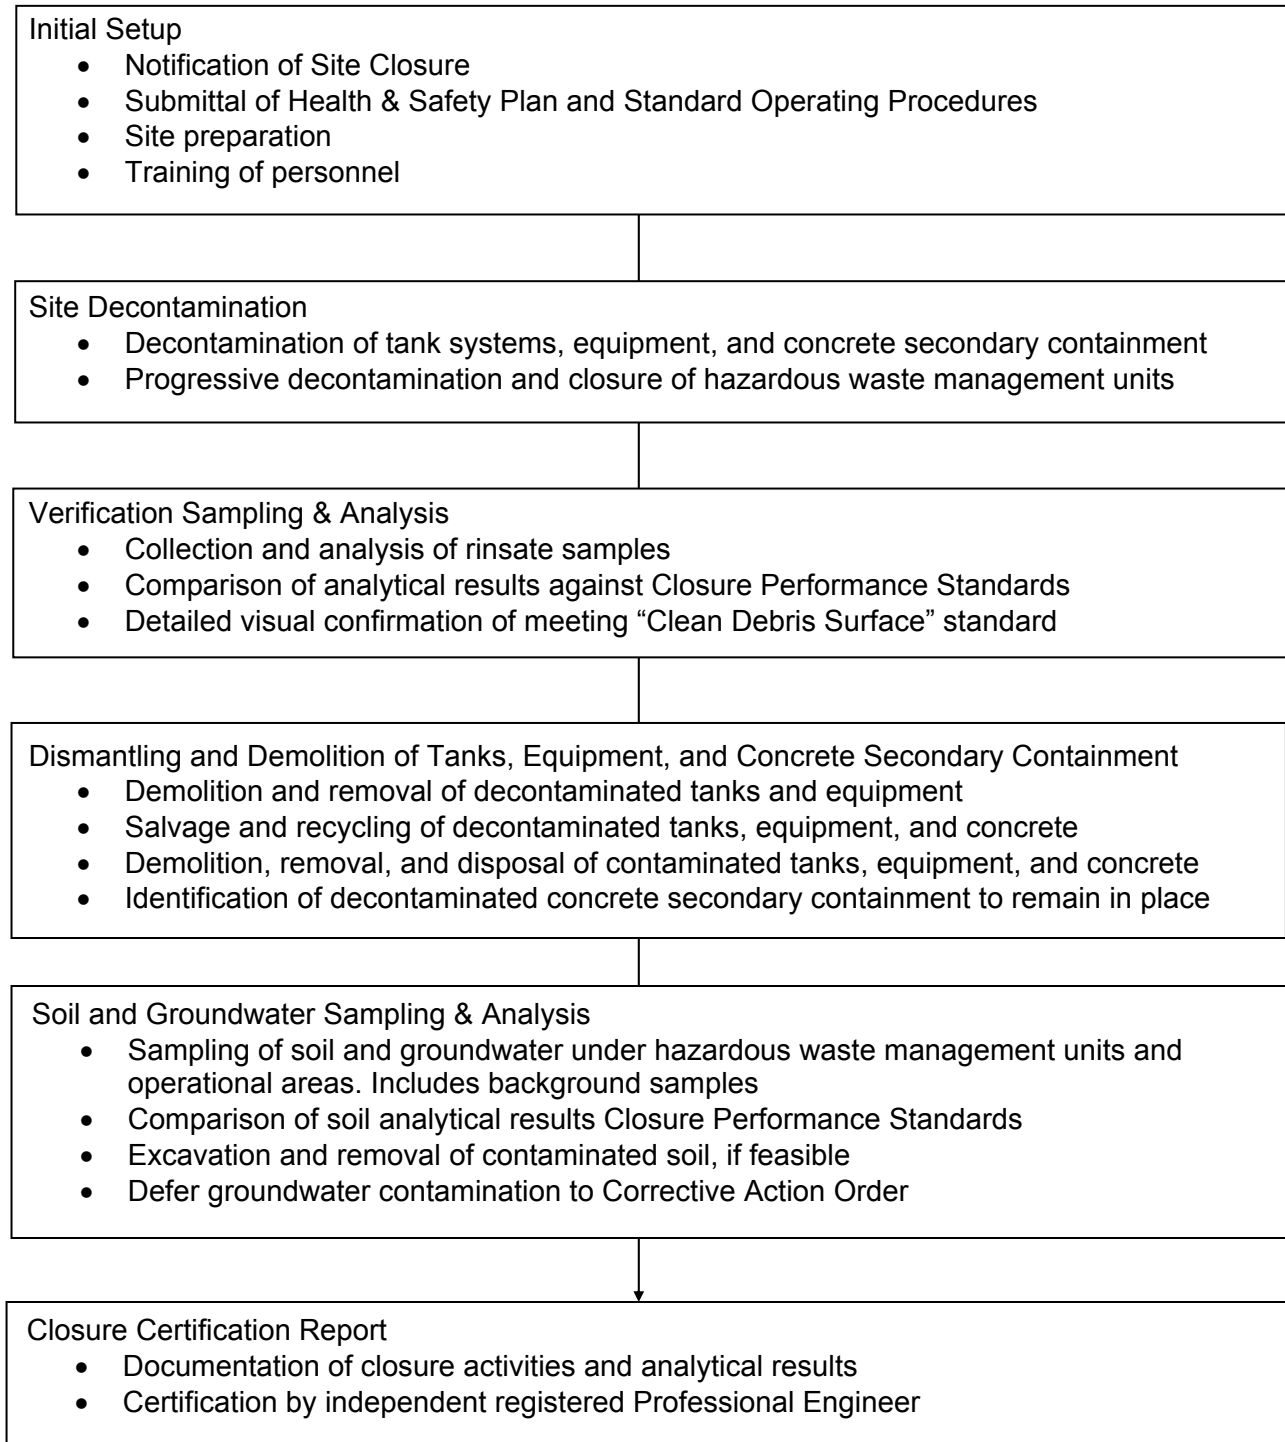 Initial Setup
• Notification of Site Closure
• Submittal of Health & Safety Plan and Standard Operating Procedures
• Site preparation
• Training of personnel
Site Decontamination
• Decontamination of tank systems, equipment, and concrete secondary containment
• Progressive decontamination and closure of hazardous waste management units
Verification Sampling & Analysis
• Collection and analysis of rinsate samples
• Comparison of analytical results against Closure Performance Standards
• Detailed visual confirmation of meeting “Clean Debris Surface” standard
Dismantling and Demolition of Tanks, Equipment, and Concrete Secondary Containment
• Demolition and removal of decontaminated tanks and equipment
• Salvage and recycling of decontaminated tanks, equipment, and concrete
• Demolition, removal, and disposal of contaminated tanks, equipment, and concrete
• Identification of decontaminated concrete secondary containment to remain in place
Soil and Groundwater Sampling & Analysis
• Sampling of soil and groundwater under hazardous waste management units and
operational areas. Includes background samples
• Comparison of soil analytical results Closure Performance Standards
• Excavation and removal of contaminated soil, if feasible
• Defer groundwater contamination to Corrective Action Order
Closure Certification Report
• Documentation of closure activities and analytical results
• Certification by independent registered Professional Engineer